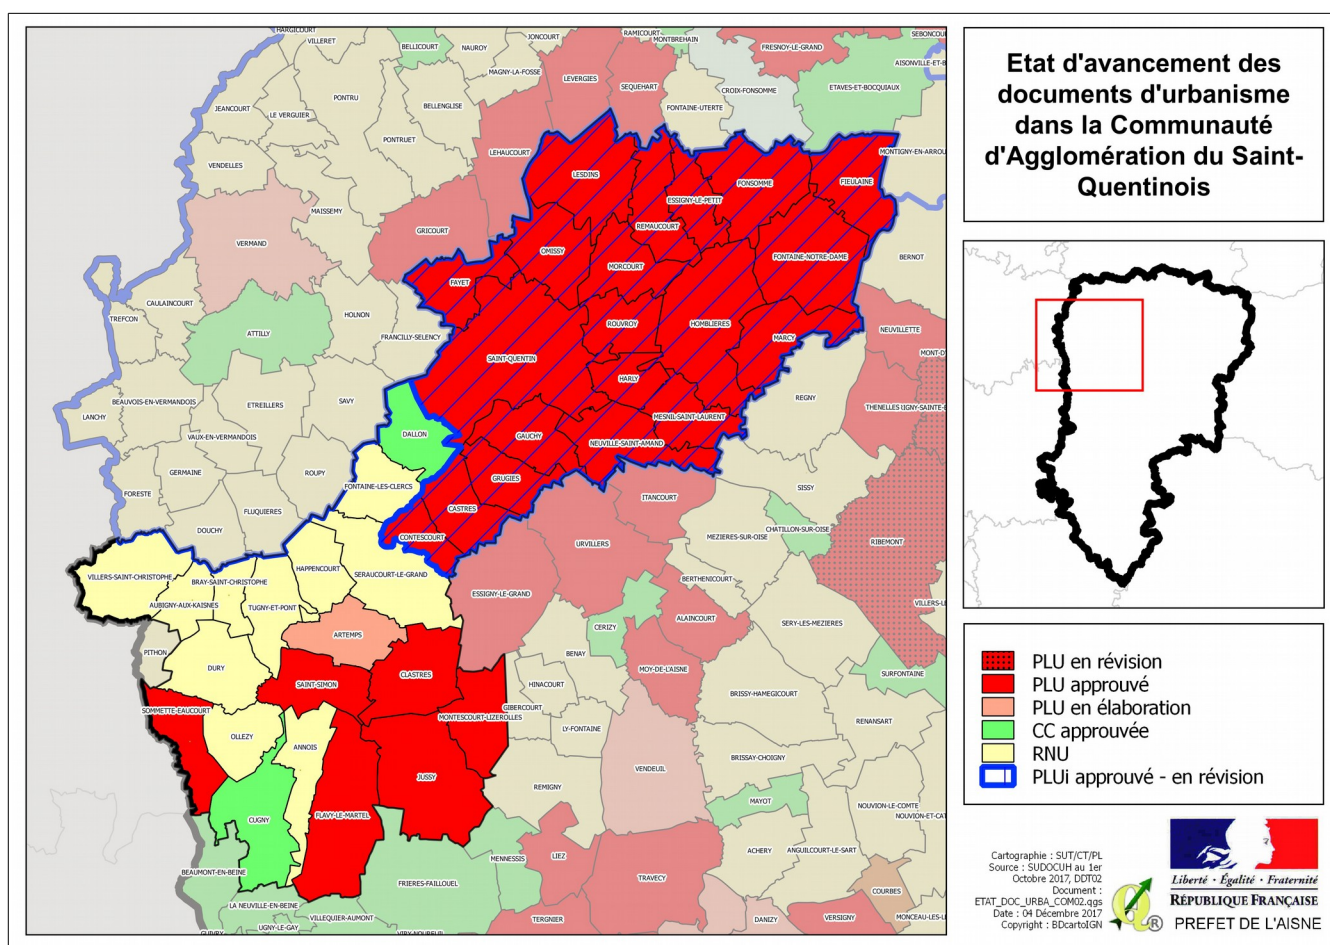 Etat d'avancement des
documents d'urbanisme
dans la Communauté
d'Agglomération du Saint-
Quentinois
HARGICOURT
VILLERET
BELLICOURT
NAUROY
JONCOURT
RAMICOURT
MONTBREHAIN
FRESNOY-LE-GRAND
MAGNY-LA-FOSSE
LEVERGIES
SEQUEHART
CROIX-FONSOMME
ETAVES-ET-BOCQUIAUX
PONTRU
JEANCOURT
LE VERGUIER
BELLENGLISE
FONTAINE-UTERTE
PONTRUET
LEHAUCOURT
VENDELLES
LESDINS
FONSOMME
FIEULAINE
ESSIGNY-LE-PETIT
MAISSEMY
GRICOURT
REMAUCOURT
VERMAND
OMISSY
FONTAINE-NOTRE-DAME
BERNOT
MORCOURT
FAYET
CAULAINCOURT
HOLNON
TREFCON
ATTILLY
FRANCILLY-SELENCY
ROUVROY
HOMBLIERES
MARCY
NEUVILLETTE
SAINT-QUENTIN
HARLY
BEAUVOIS-EN-VERMANDOIS
ETREILLERS
SAVY
REGNY
LANCHY
MESNIL-SAINT-LAURENT
VAUX-EN-VERMANDOIS
DALLON
GAUCHY
NEUVILLE-SAINT-AMAND
GERMAINE
ROUPY
GRUGIES
FONTAINE-LES-CLERCS
SISSY
FORESTE
ITANCOURT
FLUQUIERES
CASTRES
DOUCHY
CHATILLON-SUR-OISE
CONTESCOURT
MEZIERES-SUR-OISE
URVILLERS
RIBEMONT
HAPPENCOURT
SERAUCOURT-LE-GRAND
VILLERS-SAINT-CHRISTOPHE
BRAY-SAINT-CHRISTOPHE
BERTHENICOURT
ESSIGNY-LE-GRAND
AUBIGNY-AUX-KAISNES
TUGNY-ET-PONT
ALAINCOURT
CERIZY
SERY-LES-MEZIERES
ARTEMPS
PITHON
BENAY
DURY
MOY-DE-L'AISNE
CLASTRES
SURFONTAINE
SAINT-SIMON
HINACOURT
BRISSY-HAMEGICOURT
GIBERCOURT
SOMMETTE-EAUCOURT
MONTESCOURT-LIZEROLLES
RENANSART
LY-FONTAINE
OLLEZY
ANNOIS
BRISSAY-CHOIGNY
VENDEUIL
JUSSY
REMIGNY
MAYOT
NOUVION-LE-COMTE
CUGNY
FLAVY-LE-MARTEL
ACHERY
ANGUILCOURT-LE-SART
MENNESSIS
LIEZ
BEAUMONT-EN-BEINE
TRAVECY
FRIERES-FAILLOUEL
COURBES
LA NEUVILLE-EN-BEINE
VILLEQUIER-AUMONT
TERGNIER
DANIZY
VERSIGNY
UGNY-LE-GAY
PLU en révision
PLU approuvé
PLU en élaboration
CC approuvée
RNU
PLUi approuvé - en révision
Cartographie : SUT/CT/PL
Source : SUDOCUH au 1er
Octobre 2017, DDT02
Document :
ETAT_DOC_URBA_COM02.qgs
Date : 04 Décembre 2017
Copyright : BDcartoIGN
Liberté · Égalité · Fraternité
RÉPUBLIQUE FRANÇAISE
PREFET DE L'AISNE